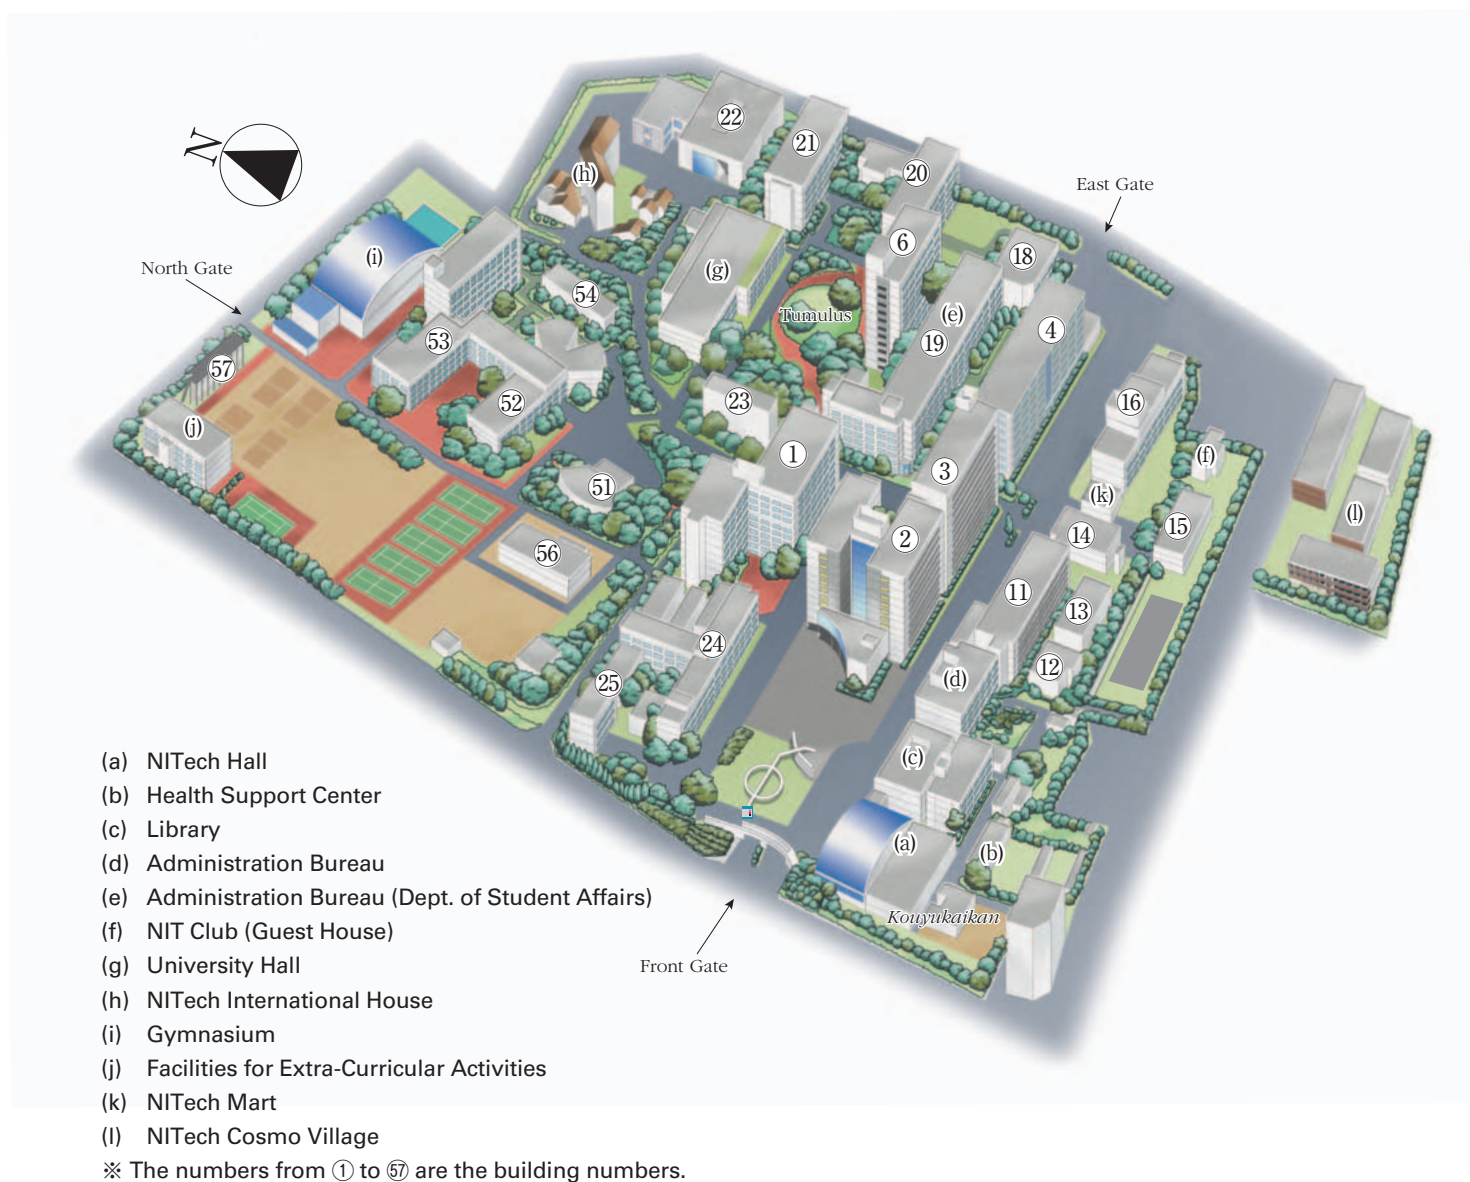 22
21
20
East Gate
(h)
6
18
N
(i)
(g)
North Gate
54
Tumulus
(e)
4
53
19
57
52
23
16
(j)
1
3
(f)
51
(k)
(l)
56
2
14
15
11
13
24
12
25
(d)
(c)
(a)
(b)
Kouyukaikan
Front Gate
(a) NITech Hall
(b) Health Support Center
(c) Library
(d) Administration Bureau
(e) Administration Bureau (Dept. of Student Affairs)
(f) NIT Club (Guest House)
(g) University Hall
(h) NITech International House
(i) Gymnasium
(j) Facilities for Extra-Curricular Activities
(k) NITech Mart
(l) NITech Cosmo Village
※ The numbers from ① to 57 are the building numbers.